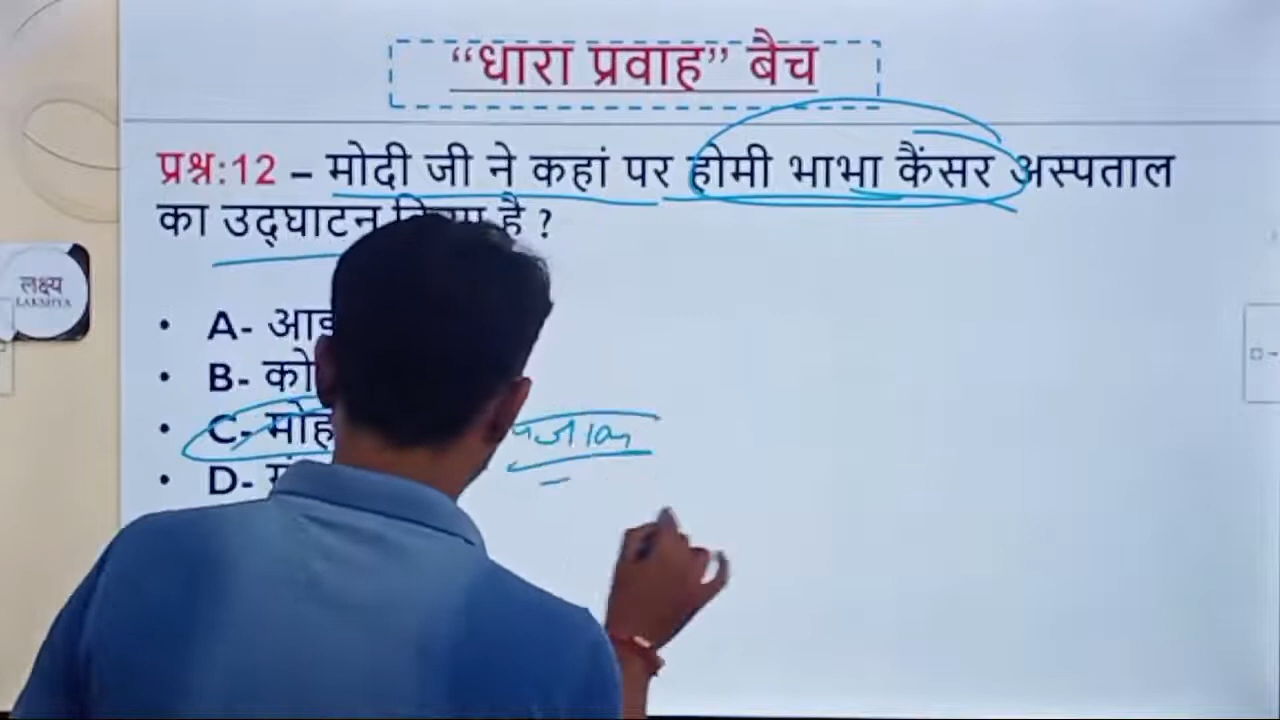 “धारा प्रवाह” बैच
प्रश्न:12 – मोदी जी ने कहां पर होमी भाभा कैंसर अस्पताल
का उद्घाटन है ?
लक्ष्य
LAKSHYA
• A-
• B-
• C-
• D-